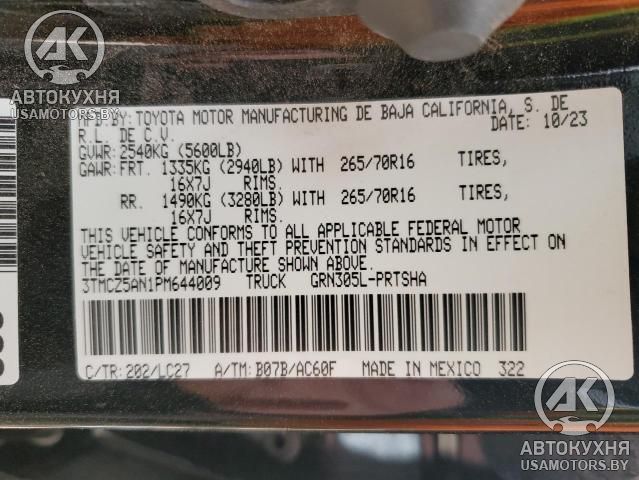 AK
АВТОКУХНЯ
USAMOTORS.BY
MFD.BY: TOYOTA MOTOR MANUFACTURING DE BAJA CALIFORNIA, S. DE
R.L. DE C.V. DATE: 10/23
GVWR: 2540KG (5600LB)
GAWR: FRT. 1335KG (2940LB) WITH 265/70R16 TIRES,
16X7J RIMS.
RR. 1490KG (3280LB) WITH 265/70R16 TIRES,
16X7J RIMS.
THIS VEHICLE CONFORMS TO ALL APPLICABLE FEDERAL MOTOR
VEHICLE SAFETY AND THEFT PREVENTION STANDARDS IN EFFECT ON
THE DATE OF MANUFACTURE SHOWN ABOVE.
3TMCZ5AN1PM644009 TRUCK GRN305L-PRTSHA
C/TR: 202/LC27 A/TM: B07B/AC60F MADE IN MEXICO 322
AK
АВТОКУХНЯ
USAMOTORS.BY